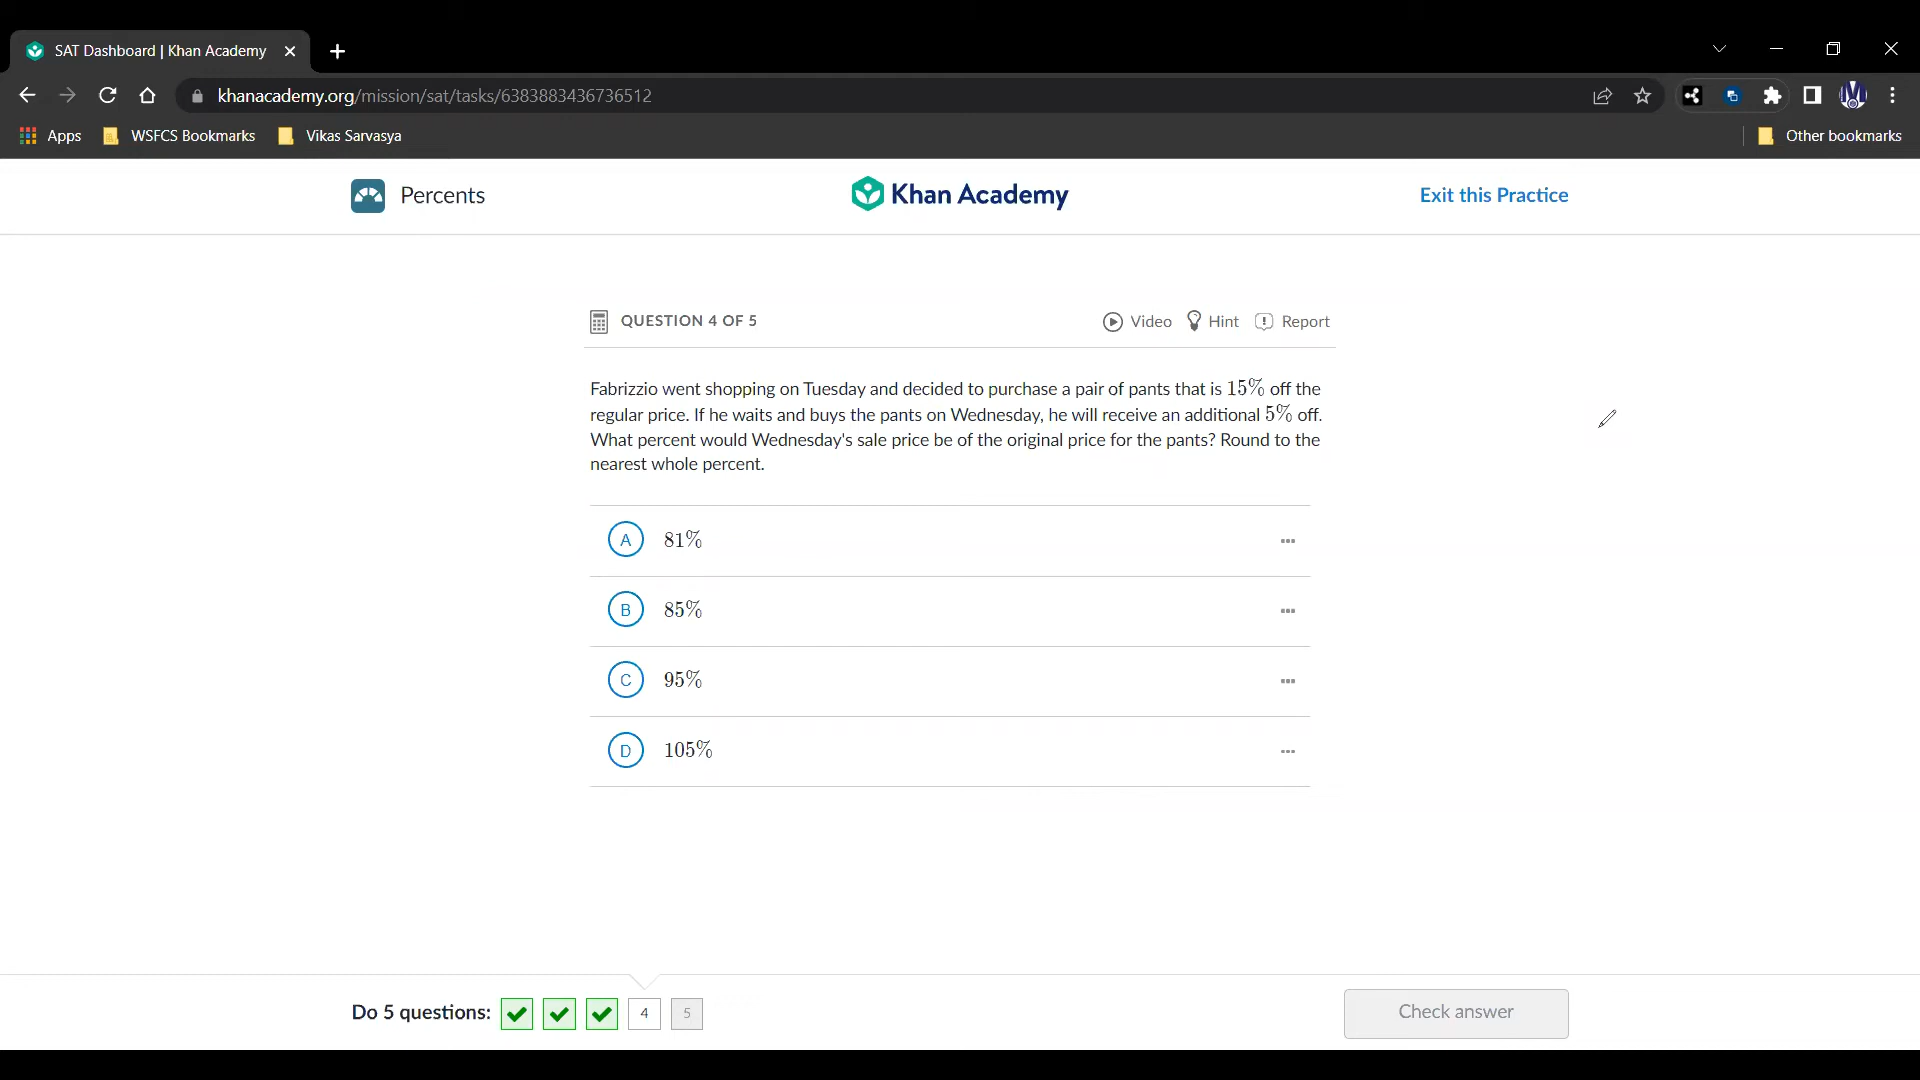 SAT Dashboard | Khan Academy
khanacademy.org/mission/sat/tasks/6383883436736512
Apps WSFCS Bookmarks Vikas Sarvasya Other bookmarks
Percents Khan Academy Exit this Practice
QUESTION 4 OF 5 Video Hint Report
Fabrizzio went shopping on Tuesday and decided to purchase a pair of pants that is 15% off the
regular price. If he waits and buys the pants on Wednesday, he will receive an additional 5% off.
What percent would Wednesday's sale price be of the original price for the pants? Round to the
nearest whole percent.
A 81%
B 85%
C 95%
D 105%
Do 5 questions: 4 5 Check answer